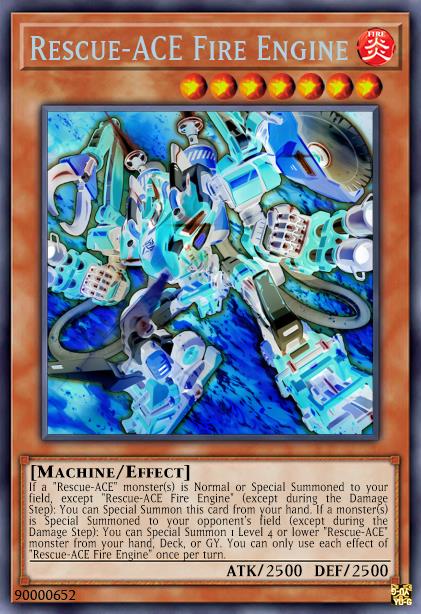 Rescue-ACE Fire Engine
FIRE
炎
[Machine/Effect]
If a "Rescue-ACE" monster(s) is Normal or Special Summoned to your
field, except "Rescue-ACE Fire Engine" (except during the Damage
Step): You can Special Summon this card from your hand. If a monster(s)
is Special Summoned to your opponent's field (except during the
Damage Step): You can Special Summon 1 Level 4 or lower "Rescue-ACE"
monster from your hand, Deck, or GY. You can only use each effect of
"Rescue-ACE Fire Engine" once per turn.
ATK/2500 DEF/2500
90000652